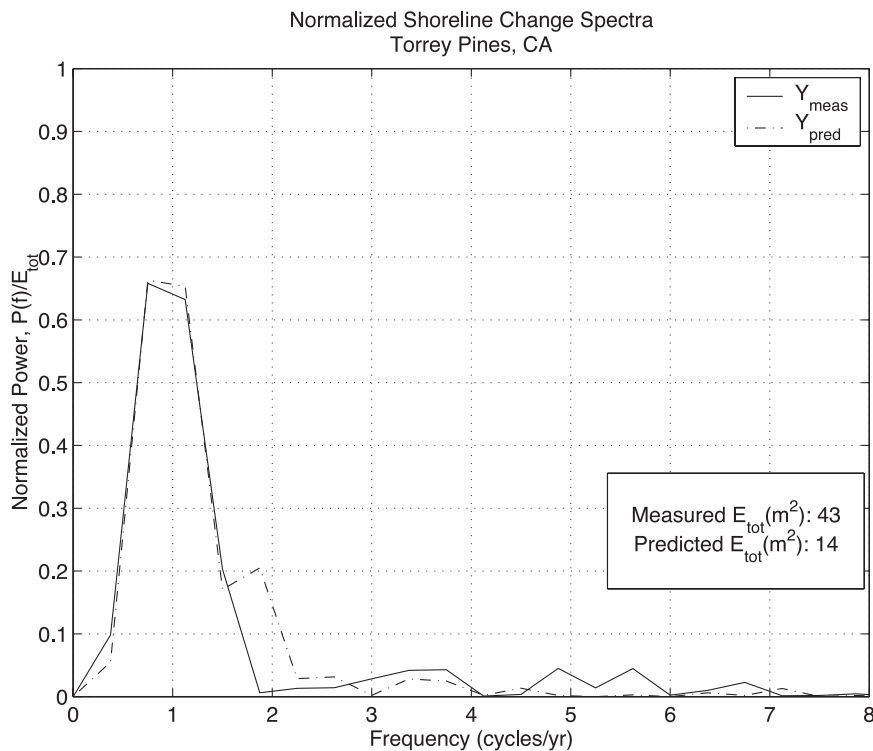 Normalized Shoreline Change Spectra
Torrey Pines, CA
1
0.9
0.8
0.7
0.6
0.5
0.4
0.3
0.2
0.1
0
Normalized Power, P(f)/E_tot
Y_meas
Y_pred
Measured E_tot(m^2): 43
Predicted E_tot(m^2): 14
0 1 2 3 4 5 6 7 8
Frequency (cycles/yr)